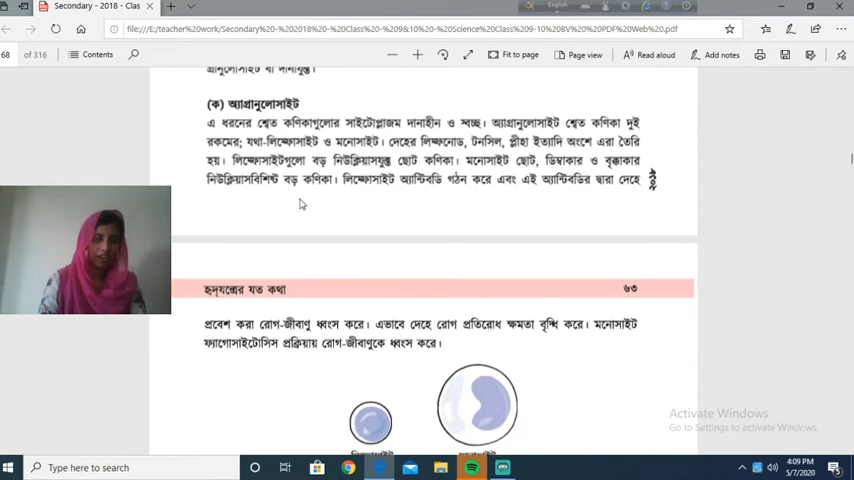 Secondary - 2018 - Clas
English
file:///E:/teacher%20work/Secondary%20-%202018%20-%20Class%20-%209&10%20-%20Science%20Class%209-10%20BV%20%20PDF%20Web%20.pdf
68 of 316
Contents
Fit to page
Page view
Read aloud
Add notes
গ্রানুলোসাইট বা দানাযুক্ত।
(ক) অ্যাগ্রানুলোসাইট
এ ধরনের শ্বেত কণিকাগুলোর সাইটোপ্লাজম দানাহীন ও স্বচ্ছ। অ্যাগ্রানুলোসাইট শ্বেত কণিকা দুই
রকমের; যথা-লিম্ফোসাইট ও মনোসাইট। দেহের লিম্ফনোড, টনসিল, প্লীহা ইত্যাদি অংশে এরা তৈরি
হয়। লিম্ফোসাইটগুলো বড় নিউক্লিয়াসযুক্ত ছোট কণিকা। মনোসাইট ছোট, ডিম্বাকার ও বৃক্কাকার
নিউক্লিয়াসবিশিষ্ট বড় কণিকা। লিম্ফোসাইট অ্যান্টিবডি গঠন করে এবং এই অ্যান্টিবডির দ্বারা দেহে
হৃদ্‌যন্ত্রের যত কথা
৬৩
প্রবেশ করা রোগ-জীবাণু ধ্বংস করে। এভাবে দেহে রোগ প্রতিরোধ ক্ষমতা বৃদ্ধি করে। মনোসাইট
ফ্যাগোসাইটোসিস প্রক্রিয়ায় রোগ-জীবাণুকে ধ্বংস করে।
Activate Windows
Go to Settings to activate Windows.
Type here to search
4:09 PM
5/7/2020